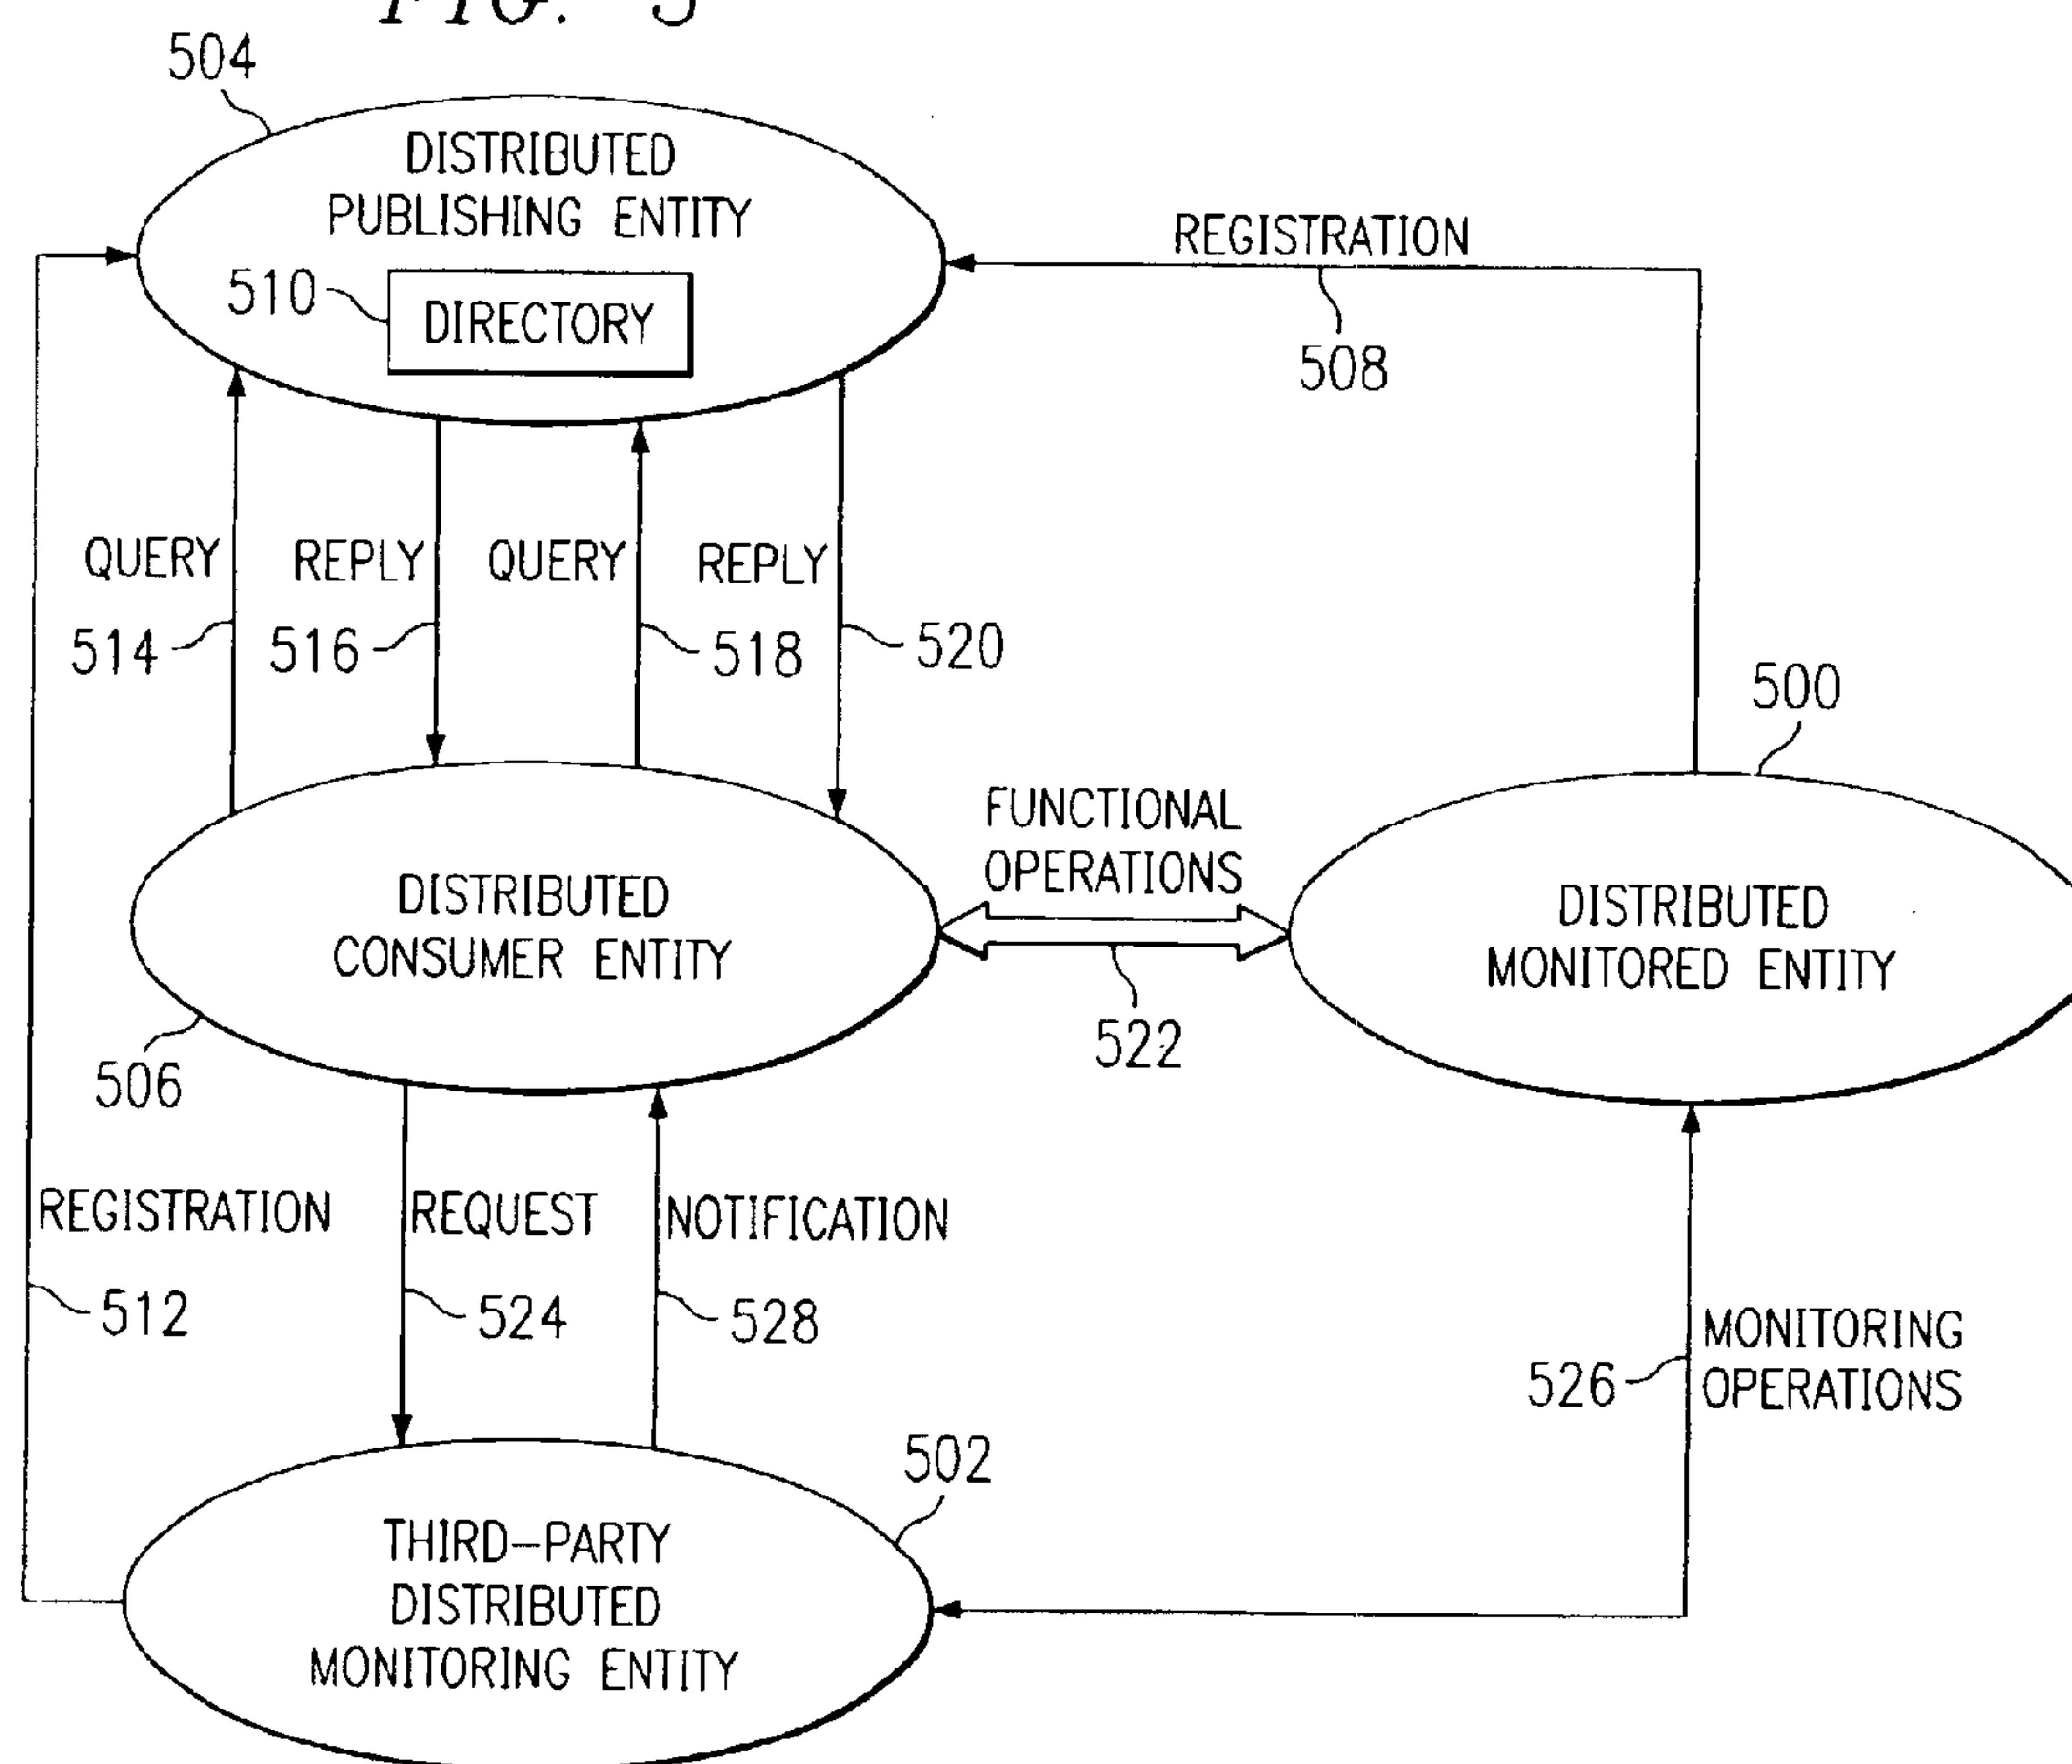 FIG. 5
504
DISTRIBUTED
PUBLISHING ENTITY
510
DIRECTORY
REGISTRATION
508
QUERY
REPLY
QUERY
REPLY
514
516
518
520
500
FUNCTIONAL
OPERATIONS
DISTRIBUTED
CONSUMER ENTITY
DISTRIBUTED
MONITORED ENTITY
522
506
REGISTRATION
REQUEST
NOTIFICATION
512
524
528
MONITORING
OPERATIONS
526
502
THIRD-PARTY
DISTRIBUTED
MONITORING ENTITY